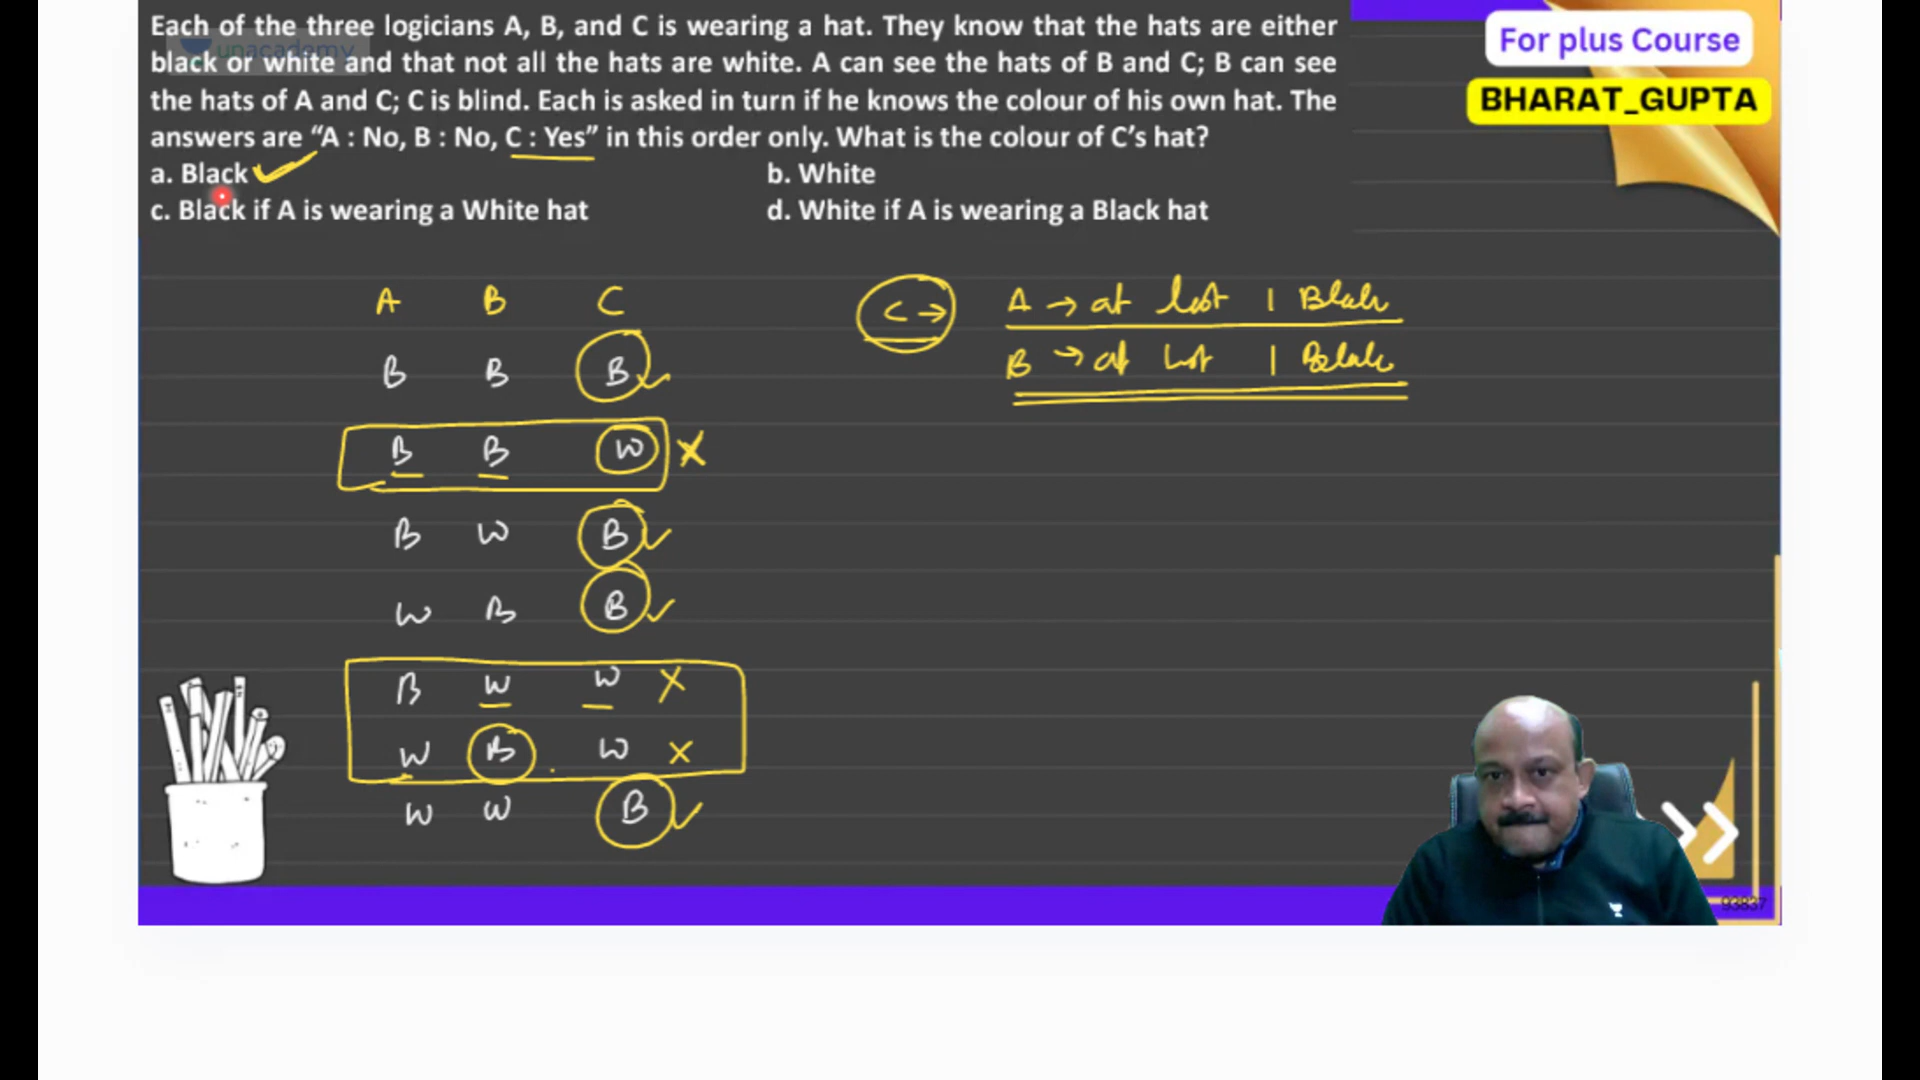 Each of the three logicians A, B, and C is wearing a hat. They know that the hats are either
unacademy
black or white and that not all the hats are white. A can see the hats of B and C; B can see
the hats of A and C; C is blind. Each is asked in turn if he knows the colour of his own hat. The
answers are “A : No, B : No, C : Yes” in this order only. What is the colour of C’s hat?
a. Black
b. White
c. Black if A is wearing a White hat
d. White if A is wearing a Black hat
For plus Course
BHARAT_GUPTA
A B C
B B B
B B W X
B W B
W B B
B W W X
W B W X
W W B
C → A → at lest 1 Black
B → at lest 1 Black
93837